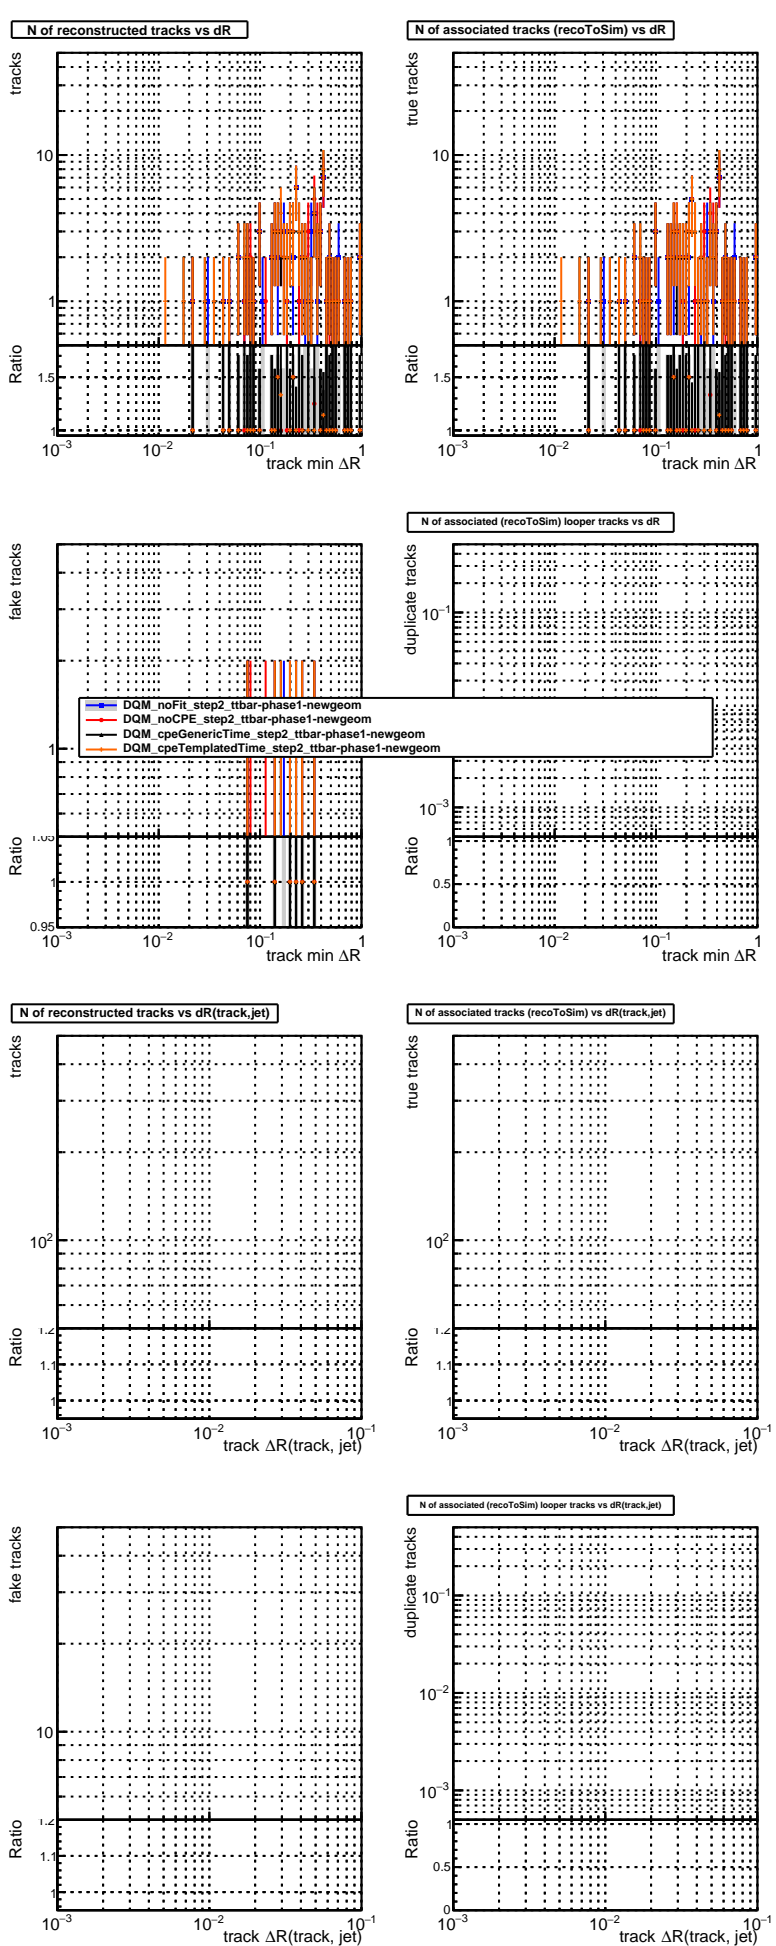 N of reconstructed tracks vs dR
tracks
10
1
Ratio
1.5
1
10⁻³ 10⁻² 10⁻¹ 1
track min ΔR
N of associated tracks (recoToSim) vs dR
true tracks
10
1
Ratio
1.5
1
10⁻³ 10⁻² 10⁻¹ 1
track min ΔR
fake tracks
1
Ratio
1.05
1
0.95
10⁻³ 10⁻² 10⁻¹ 1
track min ΔR
N of associated (recoToSim) looper tracks vs dR
duplicate tracks
10⁻¹
10⁻³
Ratio
1
0.5
0
10⁻³ 10⁻² 10⁻¹ 1
track min ΔR
DQM_noFit_step2_ttbar-phase1-newgeom
DQM_noCPE_step2_ttbar-phase1-newgeom
DQM_cpeGenericTime_step2_ttbar-phase1-newgeom
DQM_cpeTemplatedTime_step2_ttbar-phase1-newgeom
N of reconstructed tracks vs dR(track,jet)
tracks
10²
Ratio
1.2
1.1
1
10⁻³ 10⁻² 10⁻¹
track ΔR(track, jet)
N of associated tracks (recoToSim) vs dR(track,jet)
true tracks
10²
Ratio
1.2
1.1
1
10⁻³ 10⁻² 10⁻¹
track ΔR(track, jet)
fake tracks
10
Ratio
1.2
1.1
1
10⁻³ 10⁻² 10⁻¹
track ΔR(track, jet)
N of associated (recoToSim) looper tracks vs dR(track,jet)
duplicate tracks
10⁻¹
10⁻²
10⁻³
Ratio
1
0.5
0
10⁻³ 10⁻² 10⁻¹
track ΔR(track, jet)